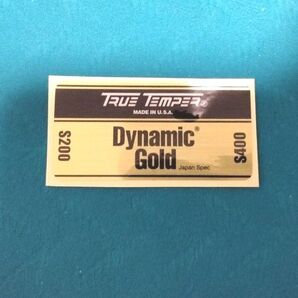 TRUE TEMPER®
MADE IN U.S.A.
S200
Dynamic®
Gold
Japan Spec
S400